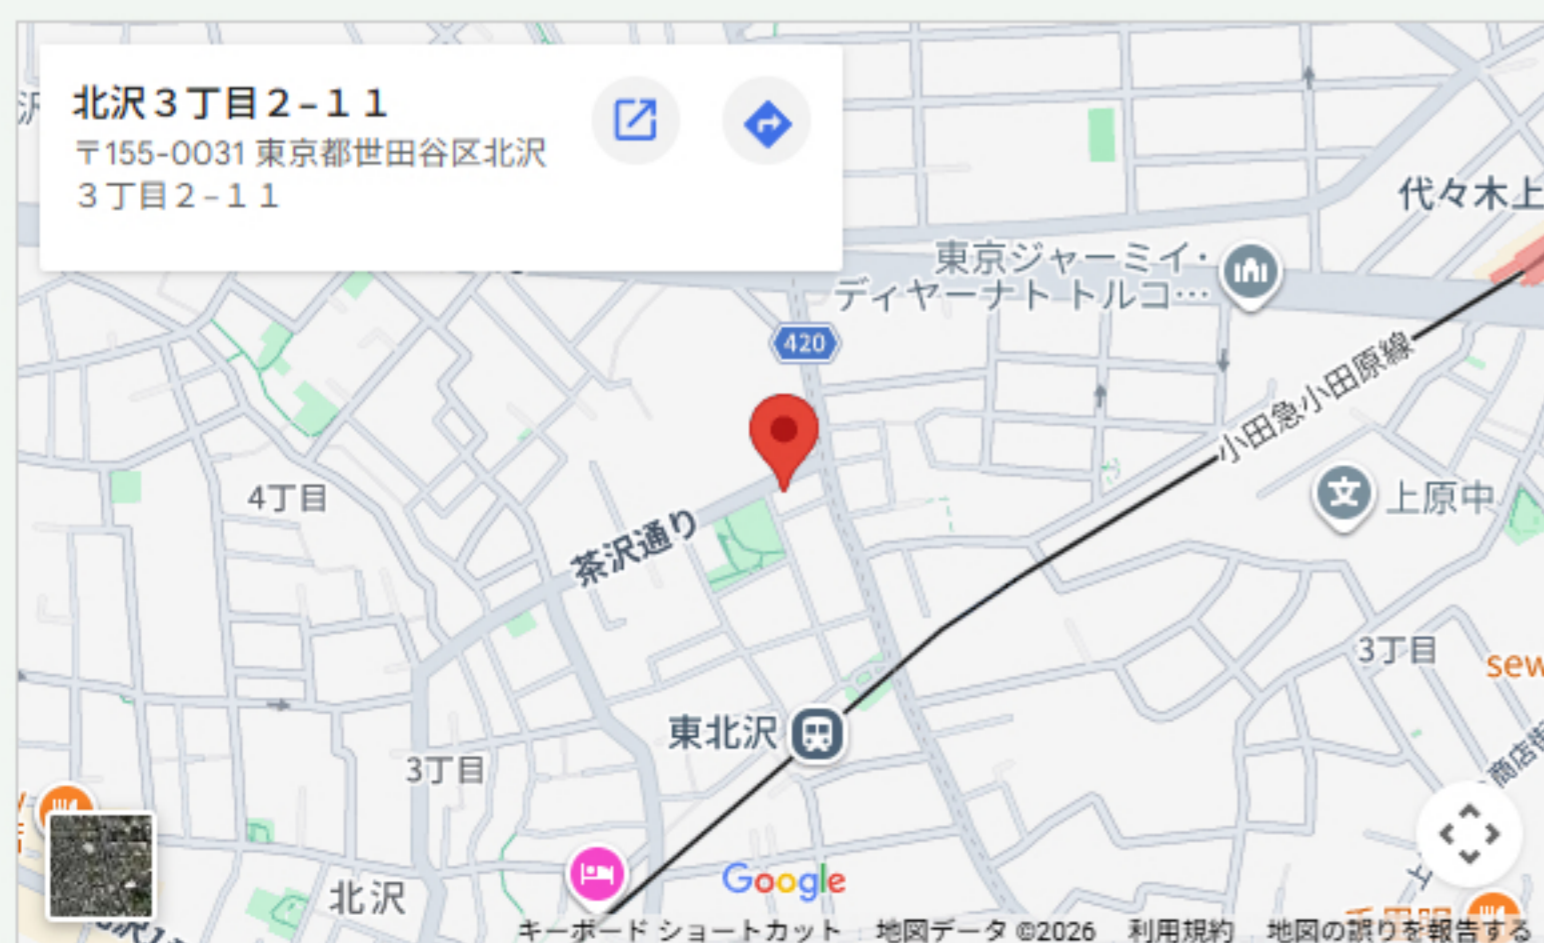 北沢３丁目２−１１
〒155-0031 東京都世田谷区北沢
３丁目２−１１
代々木上
東京ジャーミイ・
ディヤーナト トルコ…
420
小田急小田原線
上原中
4丁目
茶沢通り
3丁目
sew
東北沢
3丁目
商店街
北沢
Google
上
キーボード ショートカット
地図データ ©2026
利用規約
地図の誤りを報告する